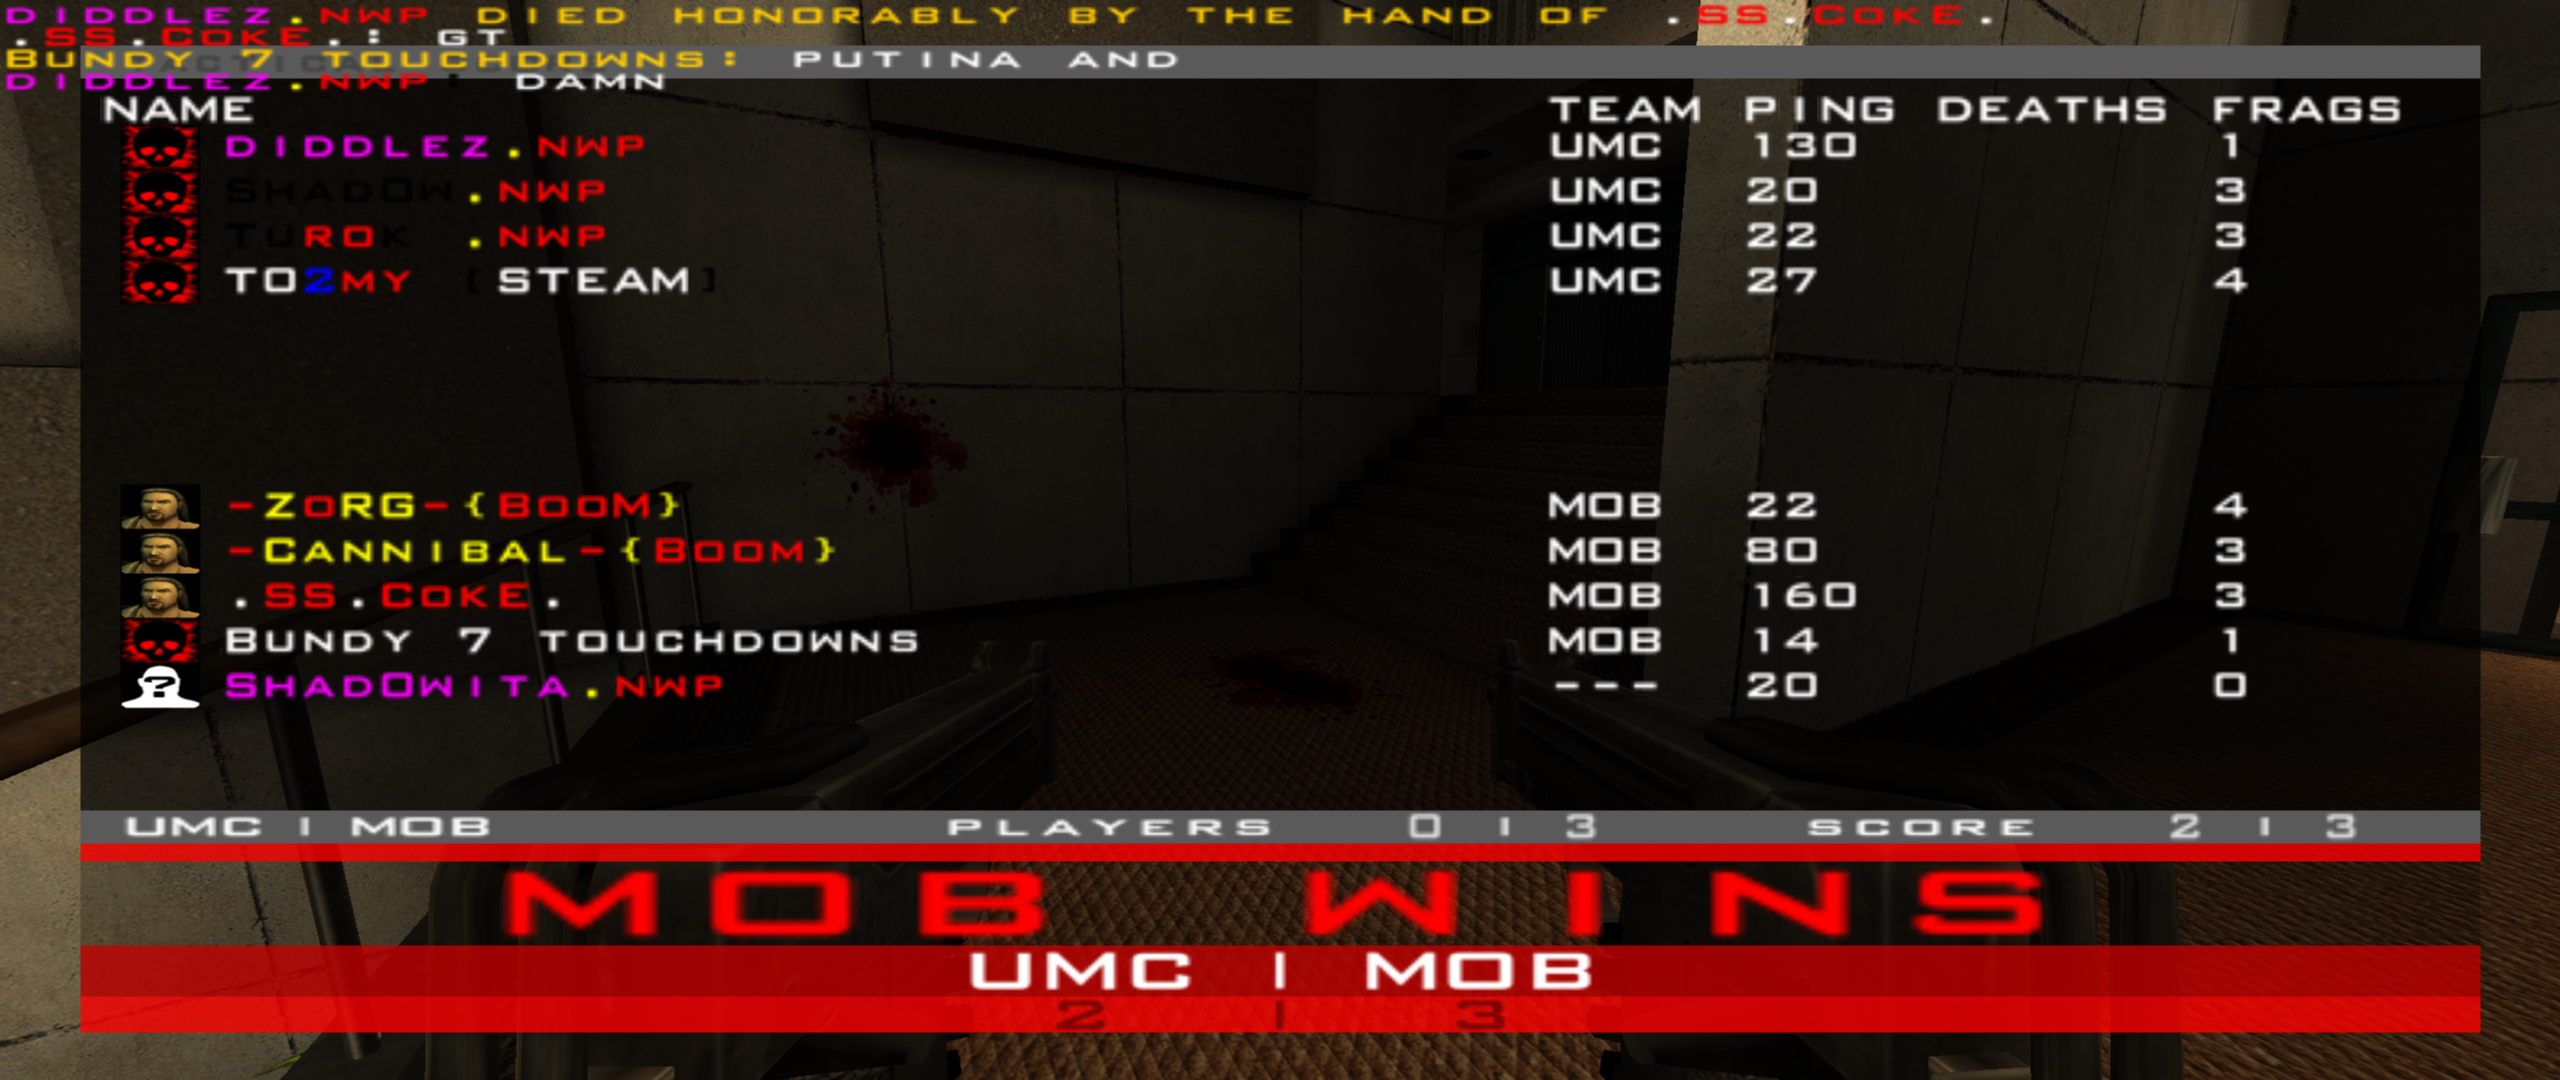 DIDDLEZ.NWP DIED HONORABLY BY THE HAND OF .SS.COKE.
.SS.COKE.: GT
BUNDY 7 TOUCHDOWNS: PUTINA AND
DIDDLEZ.NWP: DAMN
NAME TEAM PING DEATHS FRAGS
DIDDLEZ.NWP UMC 130 1
SHADOW.NWP UMC 20 3
TUROK .NWP UMC 22 3
TO2MY [STEAM] UMC 27 4
-ZORG-{BOOM} MOB 22 4
-CANNIBAL-{BOOM} MOB 80 3
.SS.COKE. MOB 160 3
BUNDY 7 TOUCHDOWNS MOB 14 1
SHADOWITA.NWP --- 20 0
UMC | MOB PLAYERS 0 | 3 SCORE 2 | 3
MOB WINS
UMC | MOB
2 | 3